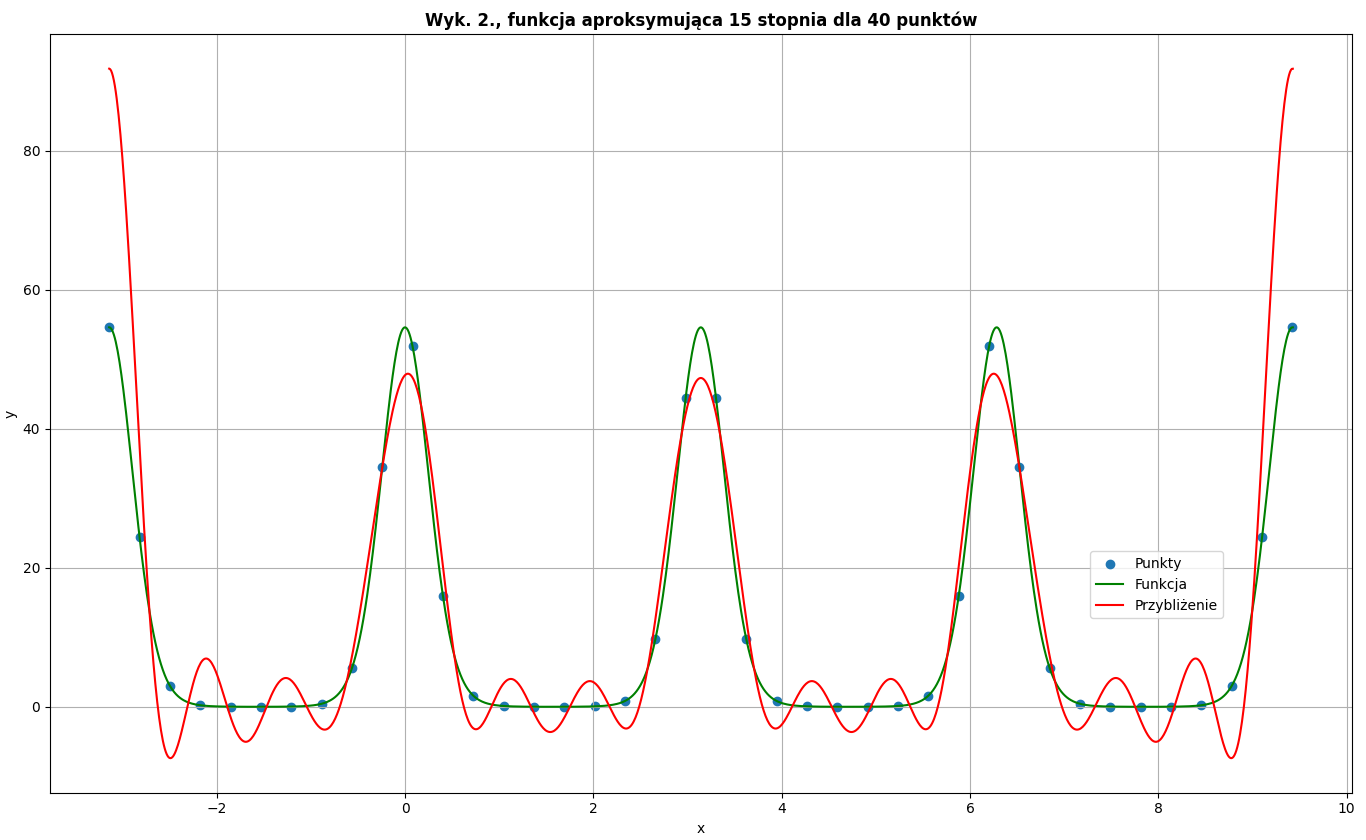 Wyk. 2., funkcja aproksymująca 15 stopnia dla 40 punktów
y
80
60
40
20
0
Punkty
Funkcja
Przybliżenie
−2
0
2
4
6
8
10
x